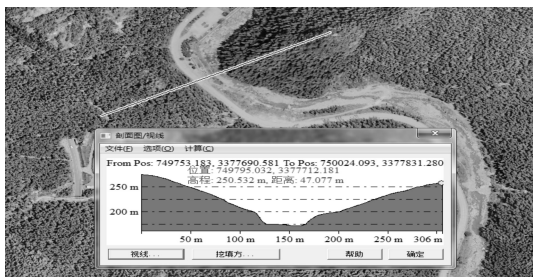 剖面图/视线
文件(F) 选项(O) 计算(C)
From Pos: 749753.183, 3377690.581 To Pos: 750024.093, 3377831.280
位置: 749795.032, 3377712.181
高程: 250.532 m, 距离: 47.077 m
250 m
200 m
50 m 100 m 150 m 200 m 250 m 306 m
视线... 挖填方... 帮助 确定